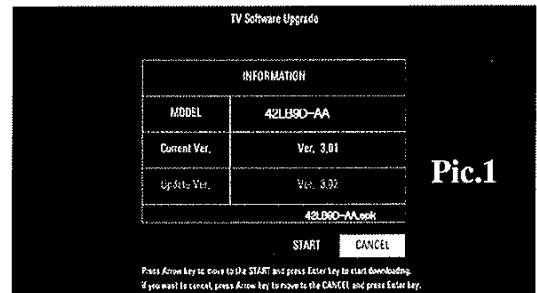 TV Software Upgrade
INFORMATION
MODEL 42LB9D-AA
Current Ver. Ver. 3,01
Update Ver. Ver. 3,02
42LB9D-AA.epk
START CANCEL
Press Arrow key to move to the START and press Enter key to start downloading.
If you want to cancel, press Arrow key to move to the CANCEL and press Enter key.
Pic.1